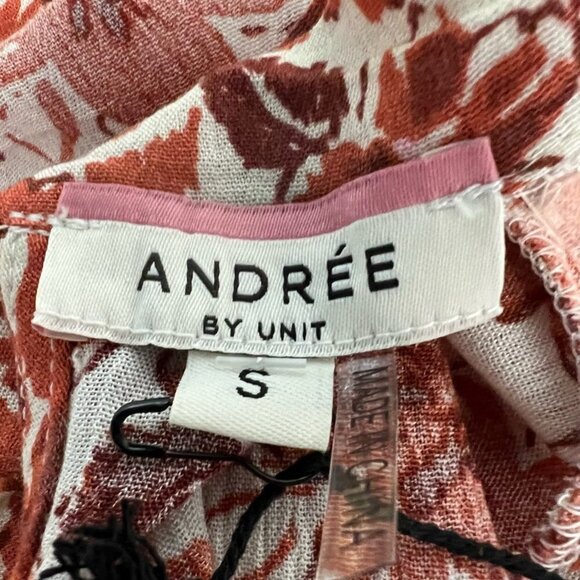 ANDRÉE
BY UNIT
S
MADE IN CHINA